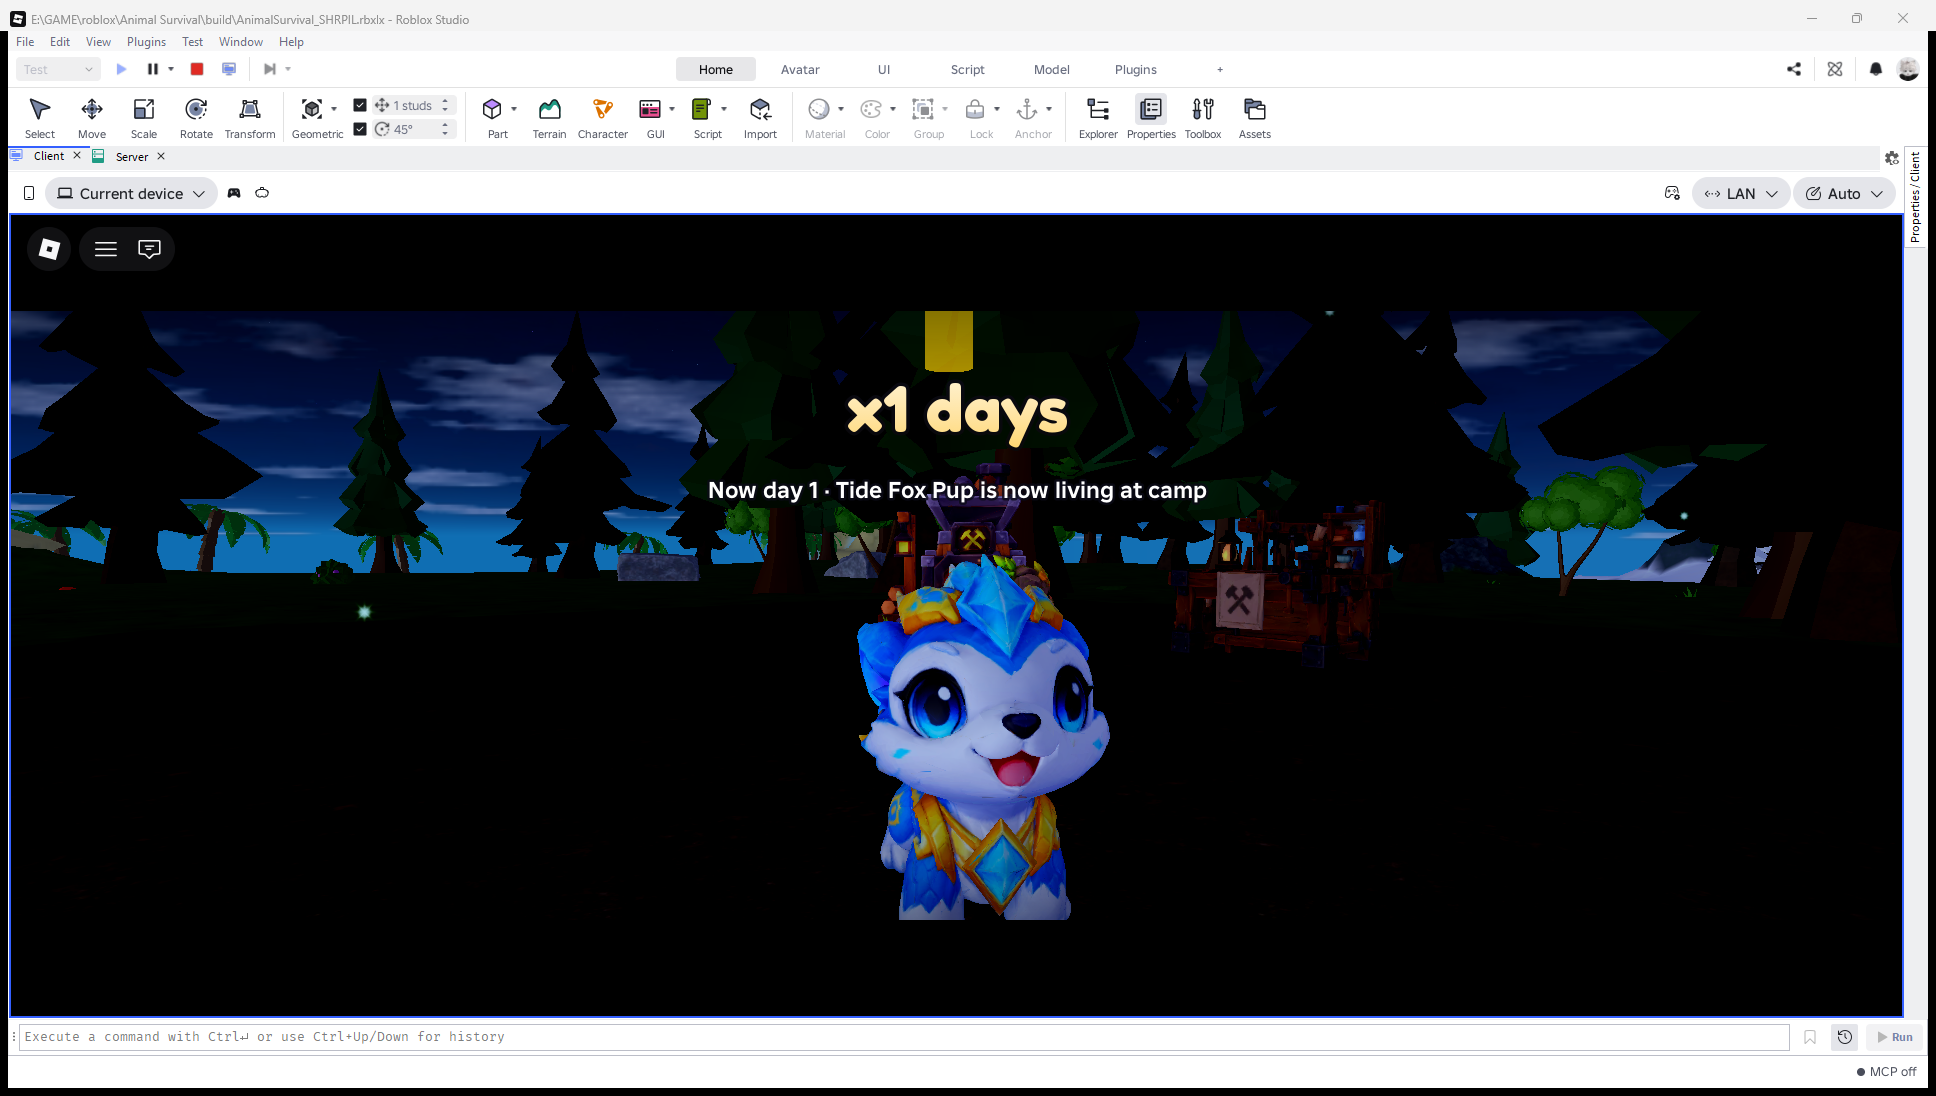 E:\GAME\roblox\Animal Survival\build\AnimalSurvival_SHRPIL.rbxlx - Roblox Studio
File Edit View Plugins Test Window Help
Test
Home Avatar UI Script Model Plugins +
1 studs
45°
Select Move Scale Rotate Transform Geometric Part Terrain Character GUI Script Import Material Color Group Lock Anchor Explorer Properties Toolbox Assets
Client Server
Properties / Client
Current device
LAN Auto
x1 days
Now day 1 · Tide Fox Pup is now living at camp
Execute a command with Ctrl↵ or use Ctrl+Up/Down for history
Run
MCP off